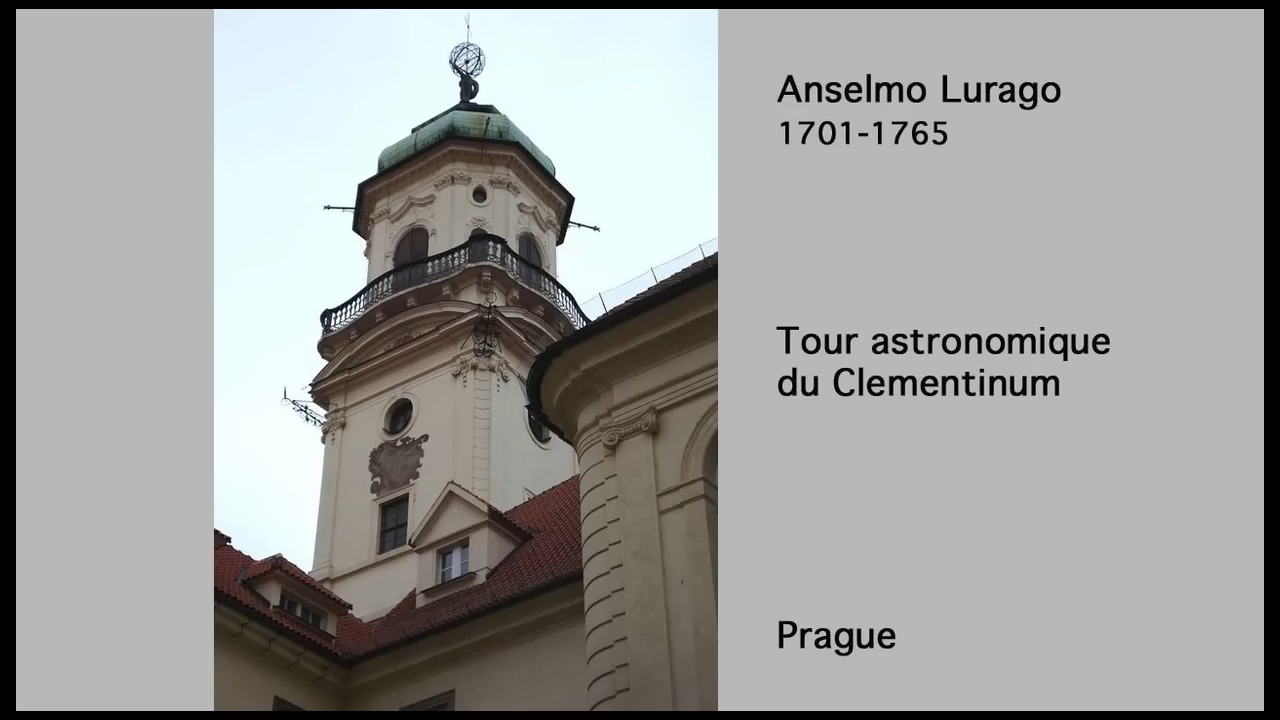 Anselmo Lurago
1701-1765
Tour astronomique
du Clementinum
Prague